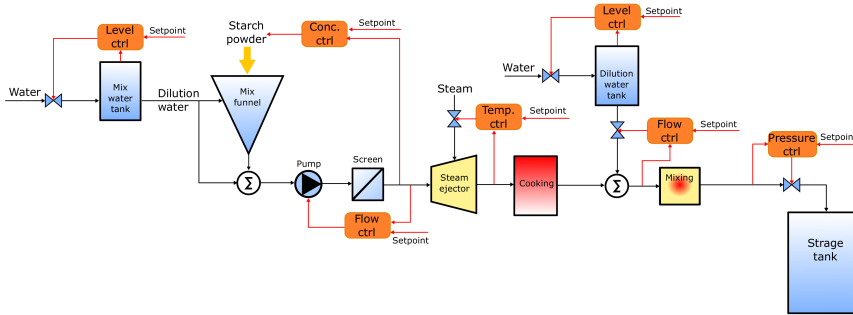 Level
ctrl
Setpoint
Water
Mix
water
tank
Dilution
water
Starch
powder
Conc.
ctrl
Setpoint
Mix
funnel
Σ
Pump
Screen
Flow
ctrl
Setpoint
Steam
Temp.
ctrl
Setpoint
Steam
ejector
Cooking
Level
ctrl
Setpoint
Water
Dilution
water
tank
Flow
ctrl
Setpoint
Σ
Mixing
Pressure
ctrl
Setpoint
Strage
tank